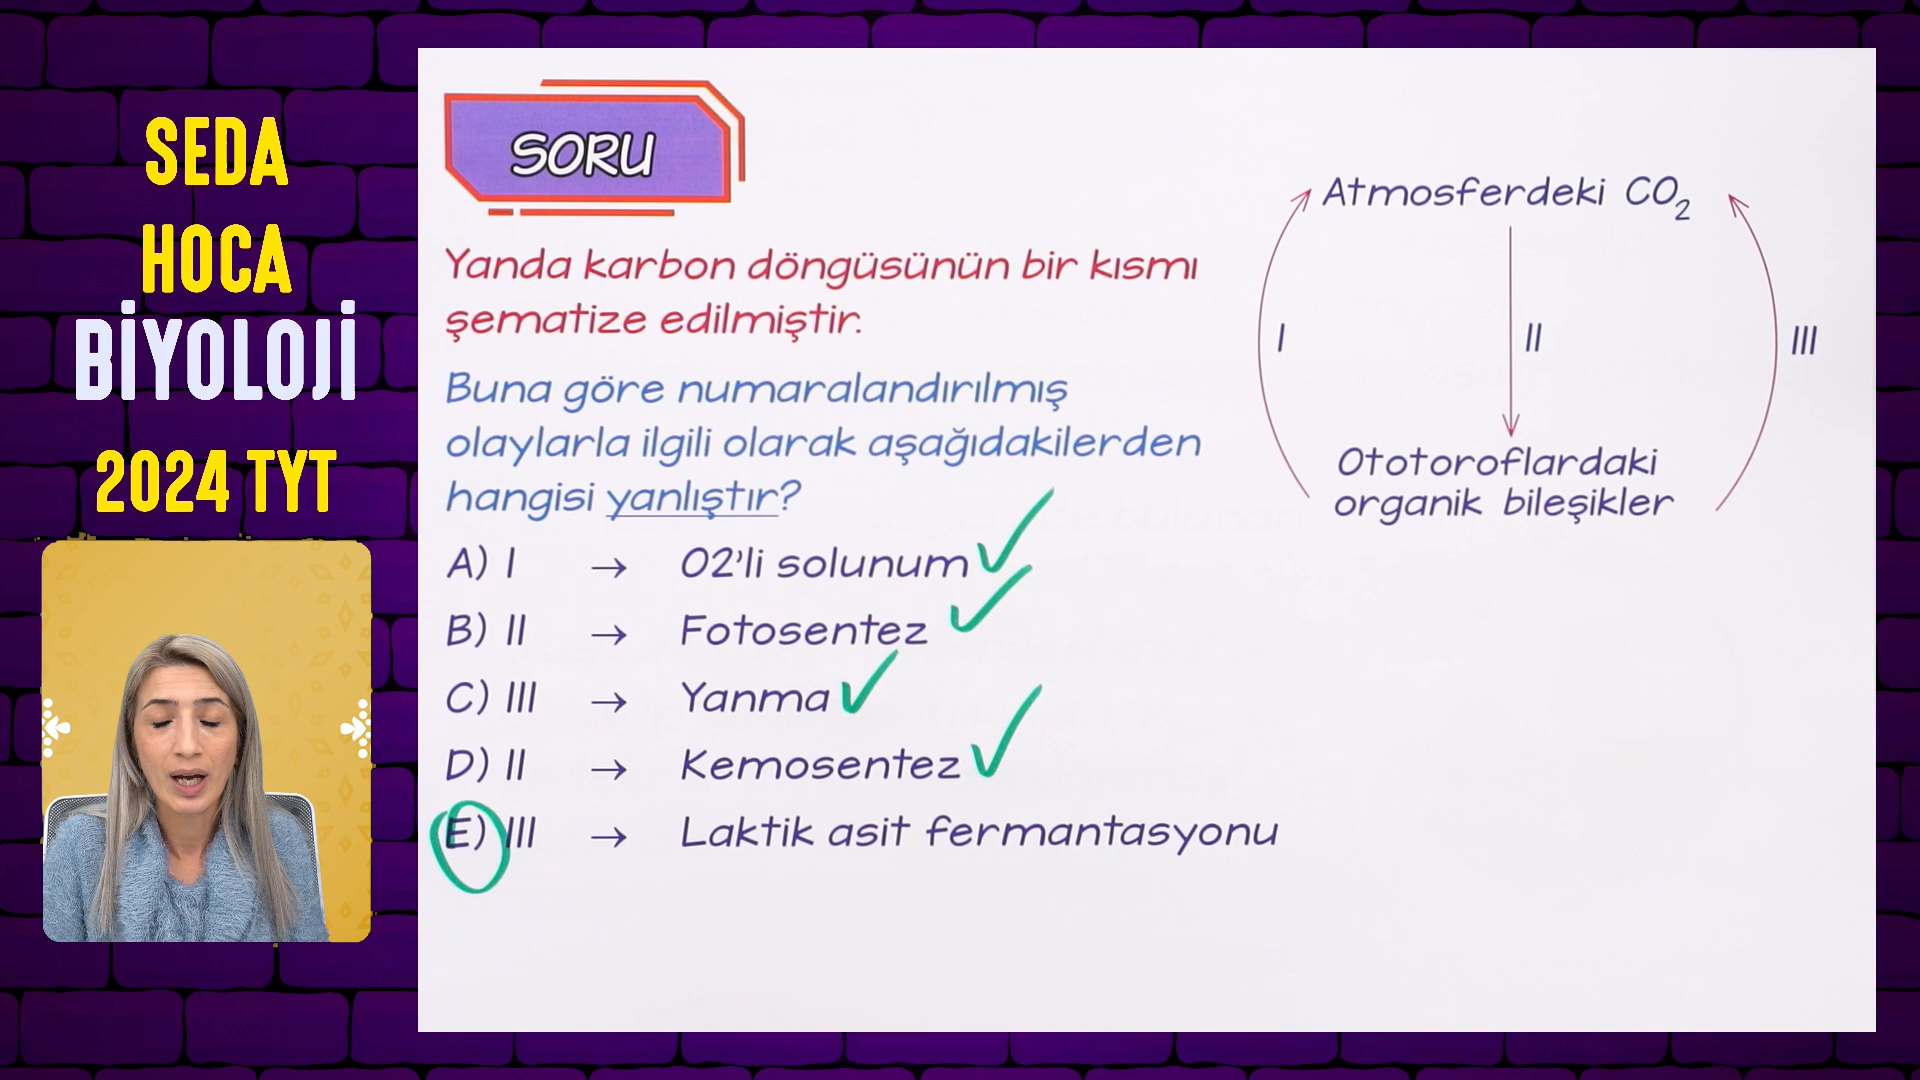 SEDA
HOCA
BİYOLOJİ
2024 TYT
SORU
Yanda karbon döngüsünün bir kısmı
şematize edilmiştir.
Buna göre numaralandırılmış
olaylarla ilgili olarak aşağıdakilerden
hangisi yanlıştır?
A) I → O2'li solunum
B) II → Fotosentez
C) III → Yanma
D) II → Kemosentez
E) III → Laktik asit fermantasyonu
Atmosferdeki CO₂
I
II
III
Ototoroflardaki
organik bileşikler